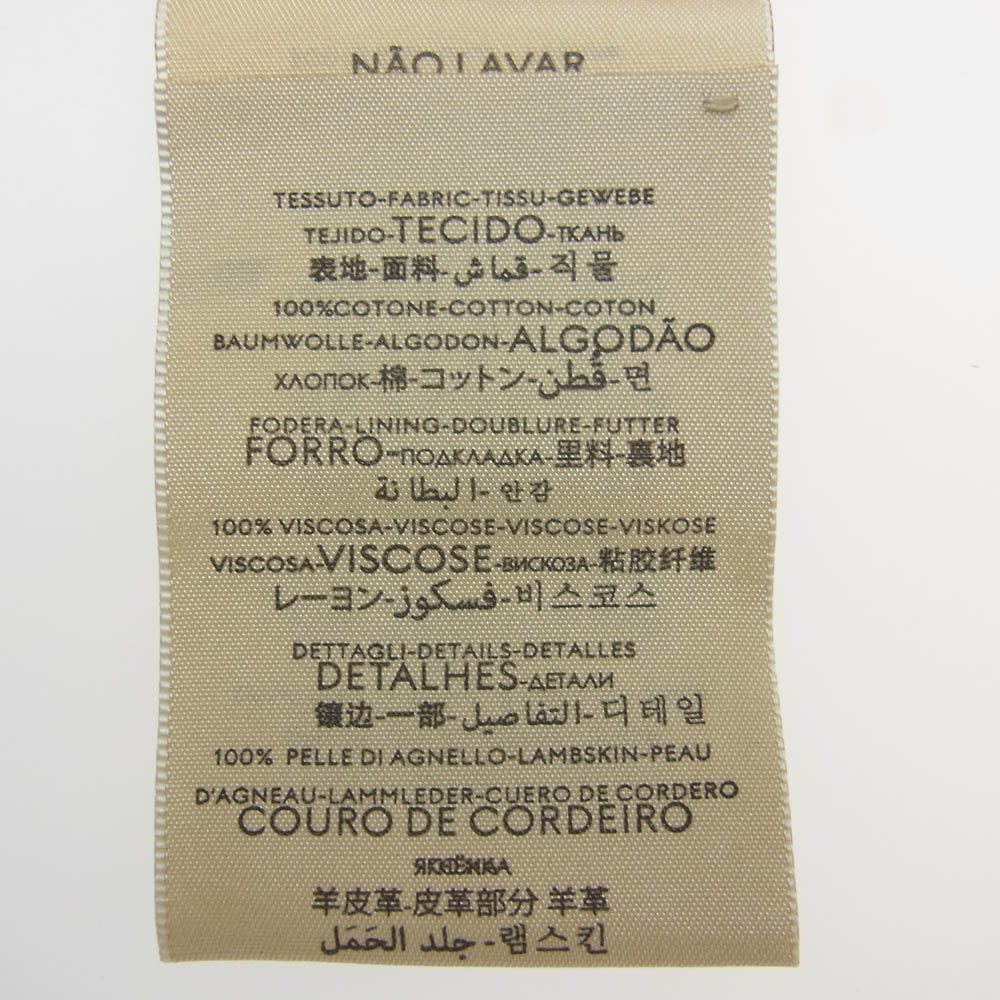 NÃO LAVAR
TESSUTO-FABRIC-TISSU-GEWEBE
TEJIDO-TECIDO-ТКАНЬ
表地-面料-قماش-직물
100%COTONE-COTTON-COTON
BAUMWOLLE-ALGODON-ALGODÃO
ХЛОПОК-棉-コットン-قُطن-면
FODERA-LINING-DOUBLURE-FUTTER
FORRO-ПОДКЛАДКА-里料-裏地
البطانة-안감
100% VISCOSA-VISCOSE-VISCOSE-VISKOSE
VISCOSA-VISCOSE-ВИСКОЗА-粘胶纤维
レーヨン-فسكوز-비스코스
DETTAGLI-DETAILS-DETALLES
DETALHES-ДЕТАЛИ
镶边-一部-التفاصيل-디테일
100% PELLE DI AGNELLO-LAMBSKIN-PEAU
D'AGNEAU-LAMMLEDER-CUERO DE CORDERO
COURO DE CORDEIRO
羊皮革-皮革部分 羊革
جلد الحَمَل-램스킨